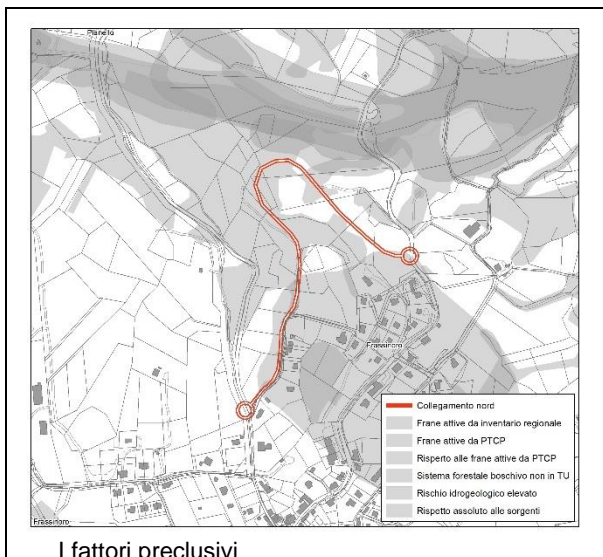 Pianello
Frassinoro
Collegamento nord
Frane attive da inventario regionale
Frane attive da PTCP
Risperto alle frane attive da PTCP
Sistema forestale boschivo non in TU
Rischio idrogeologico elevato
Rispetto assoluto alle sorgenti
Frassinoro
I fattori preclusivi